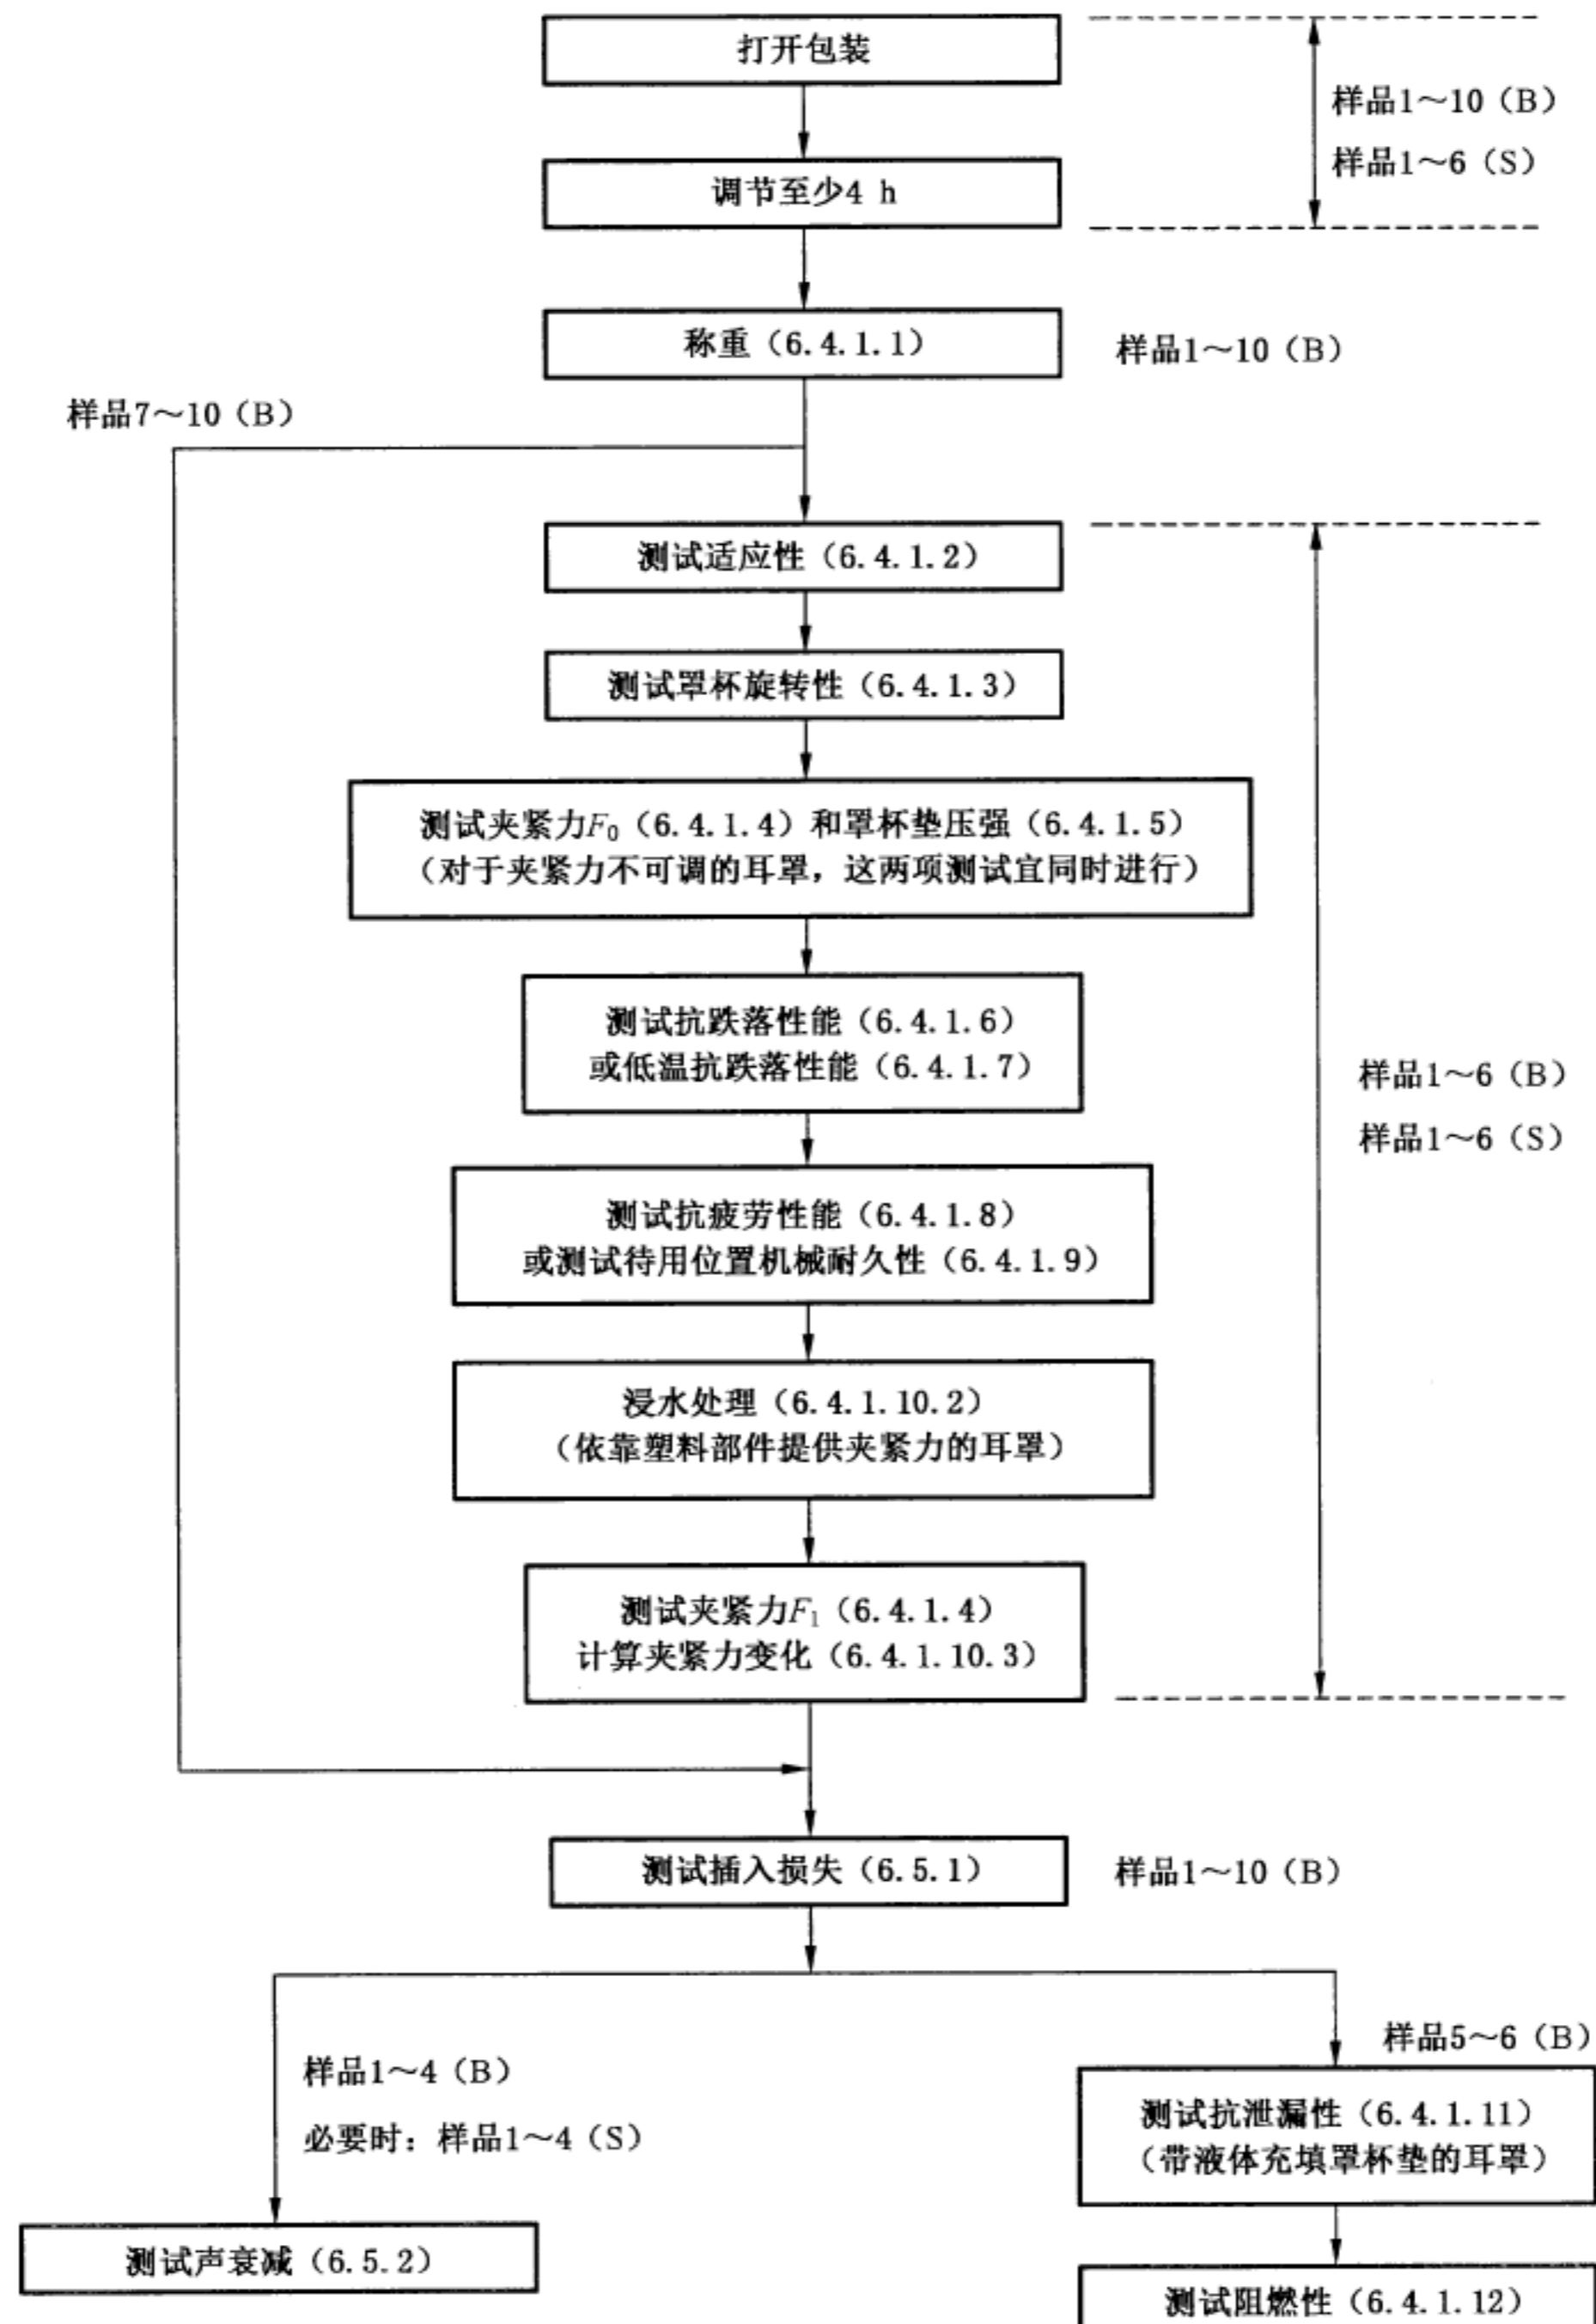 打开包装
样品1～10（B）
样品1～6（S）
调节至少4 h
称重（6.4.1.1）
样品1～10（B）
样品7～10（B）
测试适应性（6.4.1.2）
测试罩杯旋转性（6.4.1.3）
测试夹紧力F₀（6.4.1.4）和罩杯垫压强（6.4.1.5）
（对于夹紧力不可调的耳罩，这两项测试宜同时进行）
测试抗跌落性能（6.4.1.6）
或低温抗跌落性能（6.4.1.7）
样品1～6（B）
样品1～6（S）
测试抗疲劳性能（6.4.1.8）
或测试待用位置机械耐久性（6.4.1.9）
浸水处理（6.4.1.10.2）
（依靠塑料部件提供夹紧力的耳罩）
测试夹紧力F₁（6.4.1.4）
计算夹紧力变化（6.4.1.10.3）
测试插入损失（6.5.1）
样品1～10（B）
样品5～6（B）
样品1～4（B）
必要时：样品1～4（S）
测试抗泄漏性（6.4.1.11）
（带液体充填罩杯垫的耳罩）
测试声衰减（6.5.2）
测试阻燃性（6.4.1.12）